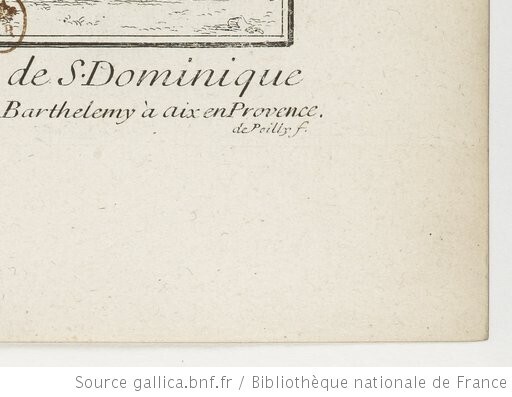 de S. Dominique
Barthelemy à aix en Provence.
de Poilly f.
Source gallica.bnf.fr / Bibliothèque nationale de France